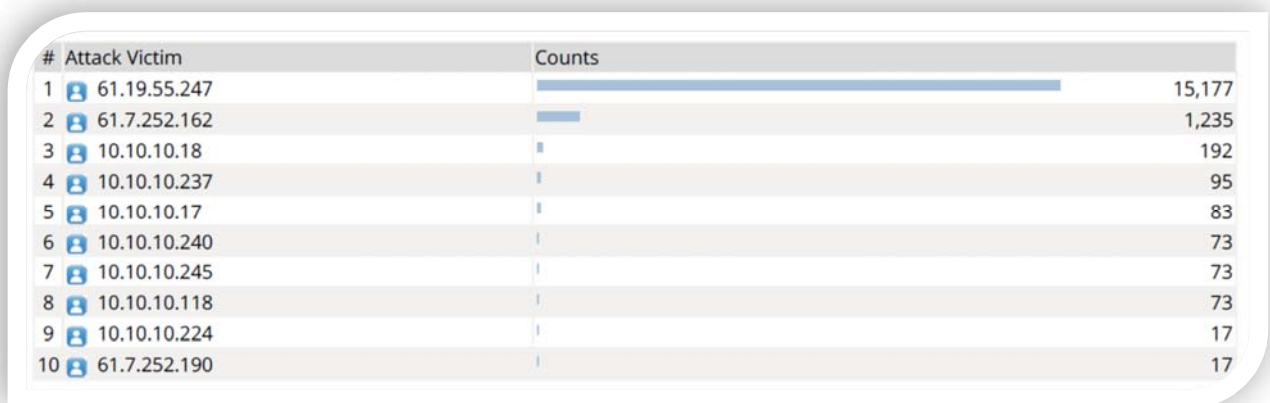 # Attack Victim Counts
1 61.19.55.247 15,177
2 61.7.252.162 1,235
3 10.10.10.18 192
4 10.10.10.237 95
5 10.10.10.17 83
6 10.10.10.240 73
7 10.10.10.245 73
8 10.10.10.118 73
9 10.10.10.224 17
10 61.7.252.190 17